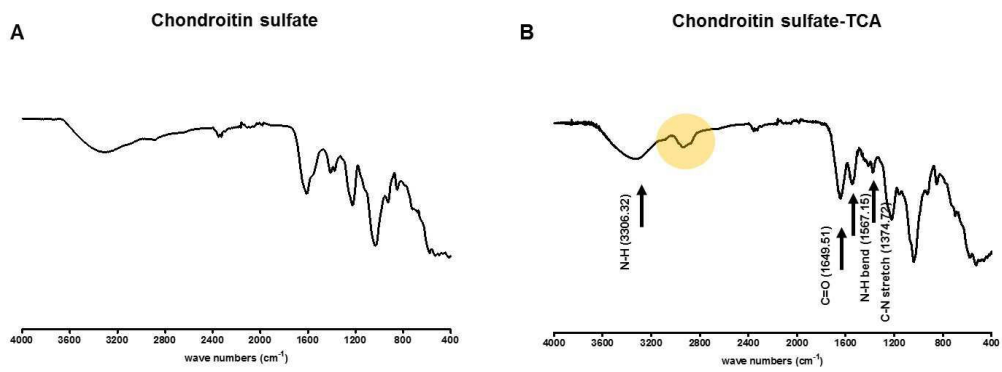 Chondroitin sulfate
A
4000 3600 3200 2800 2400 2000 1600 1200 800 400
wave numbers (cm⁻¹)
Chondroitin sulfate-TCA
B
N-H (3306.32)
C=O (1649.51)
N-H bend (1567.15)
C-N stretch (1374.72)
4000 3600 3200 2800 2400 2000 1600 1200 800 400
wave numbers (cm⁻¹)